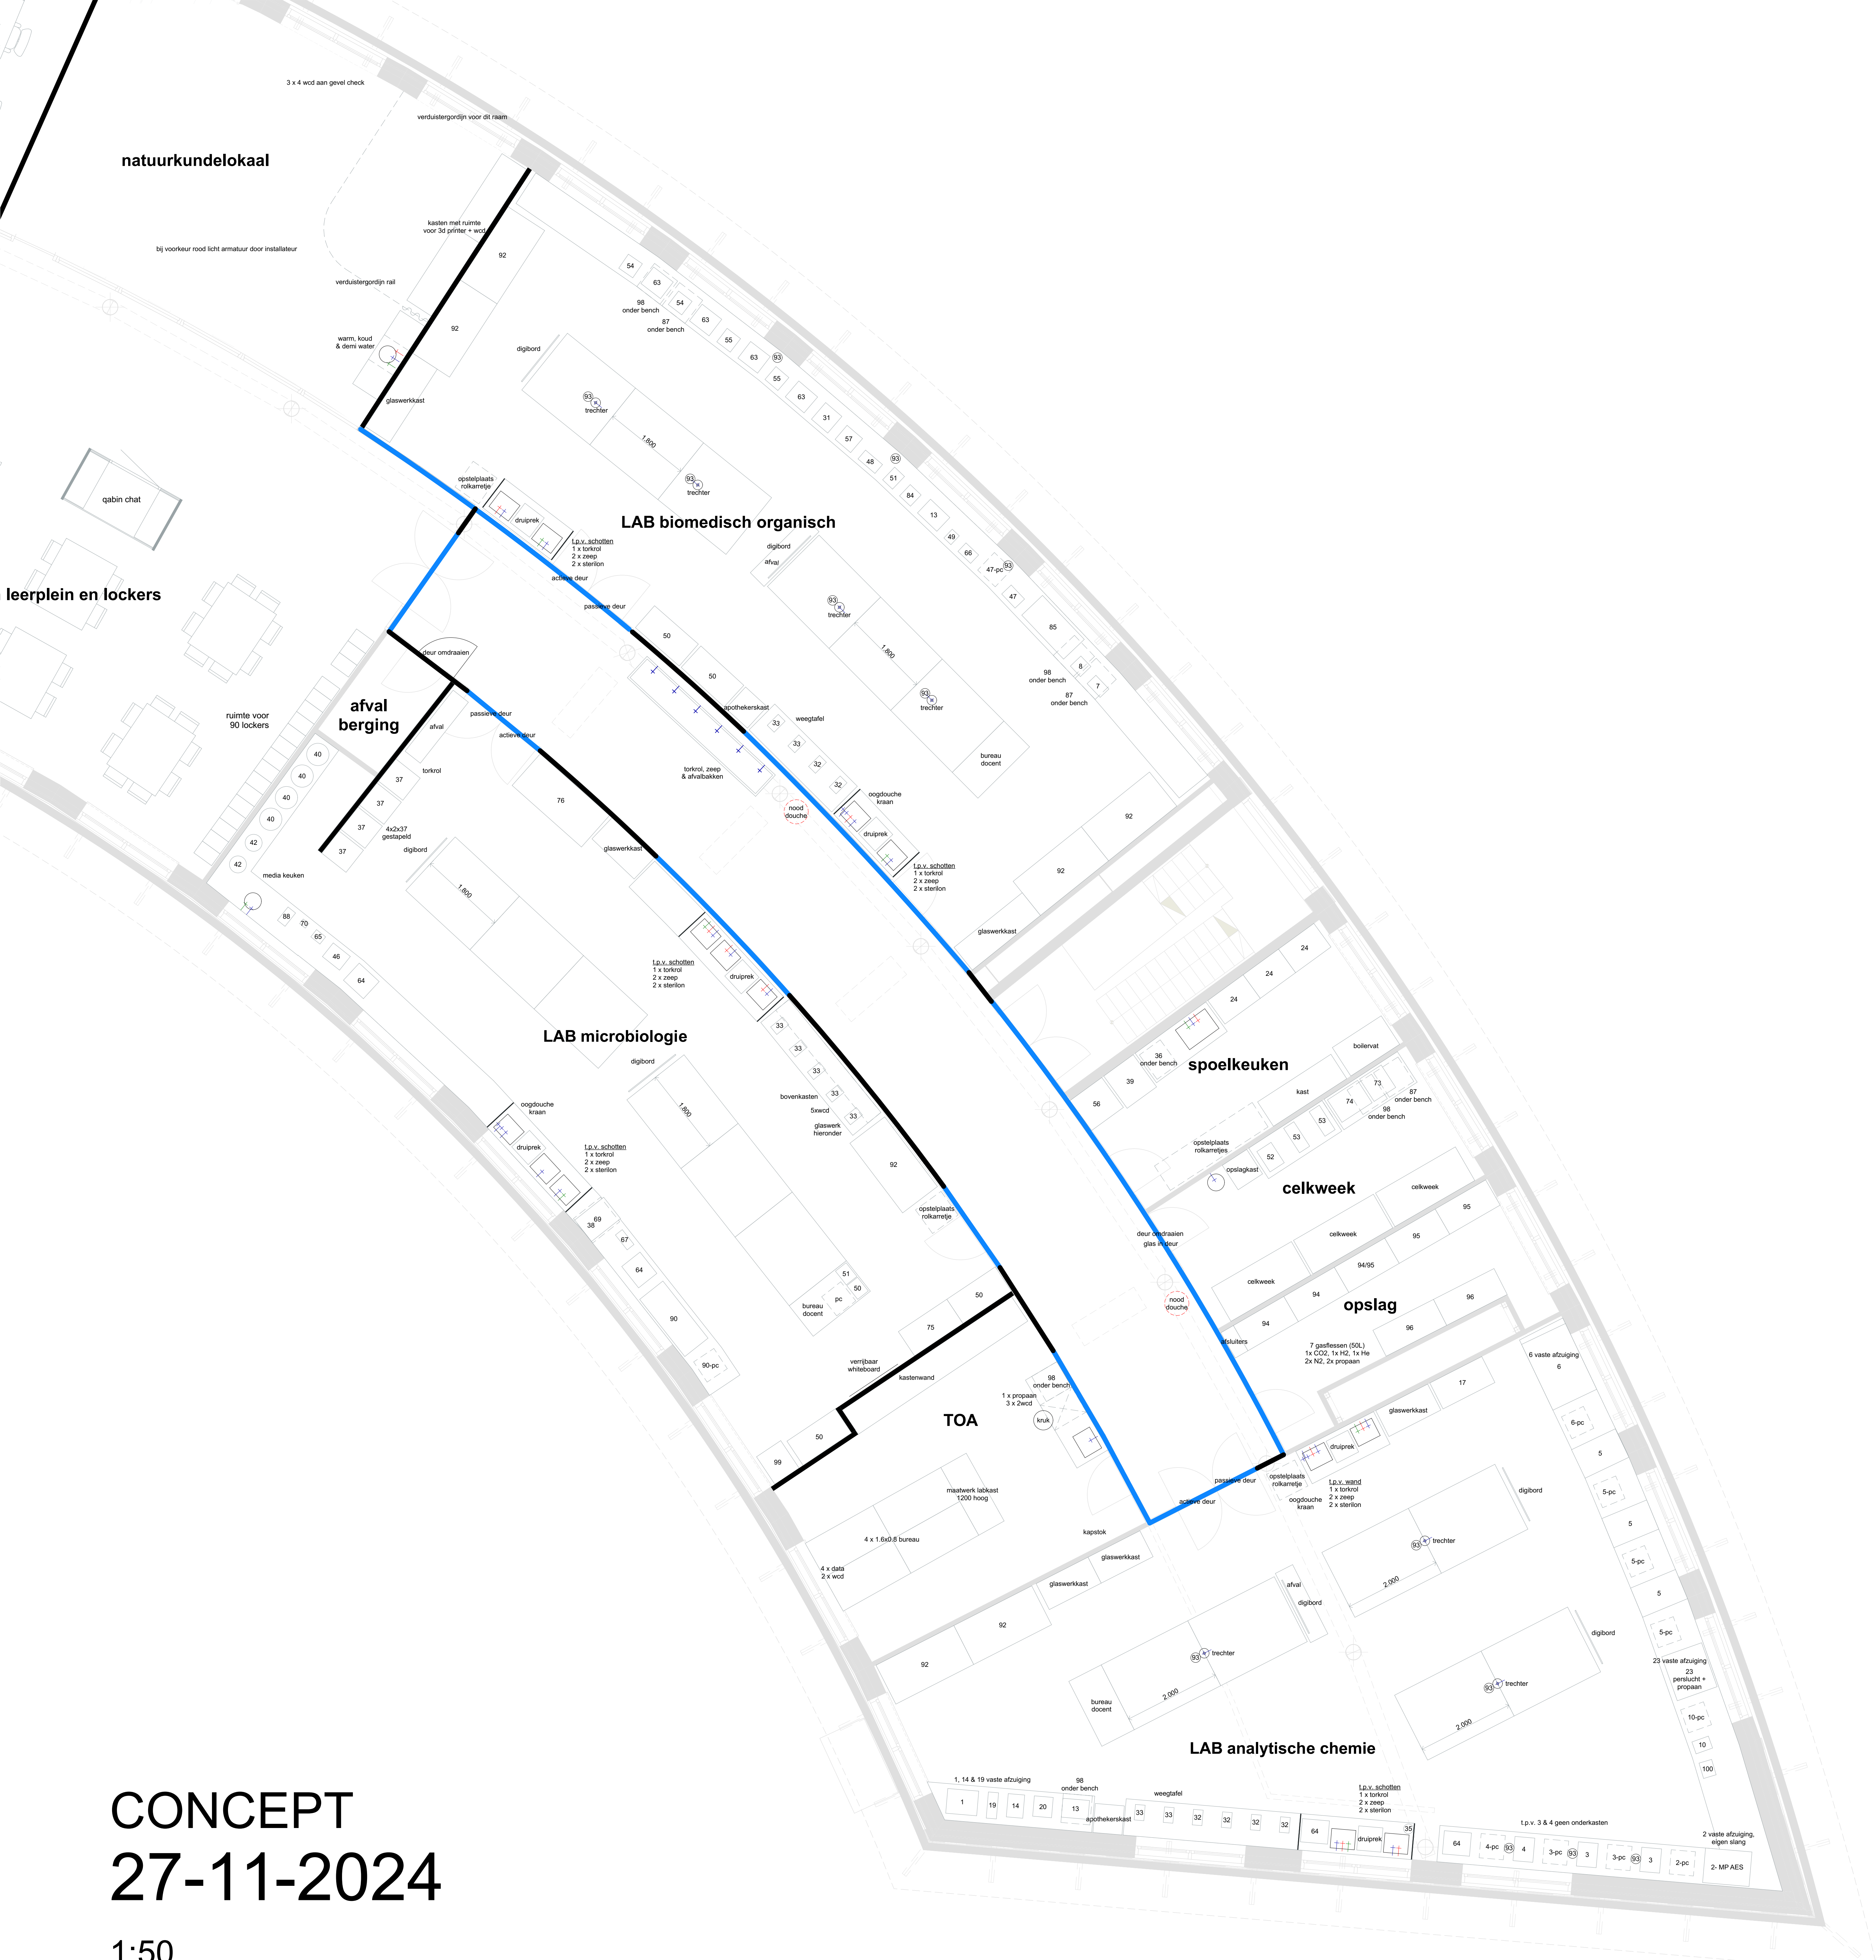 3 x 4 wcd aan gevel check
verduistergordijn voor dit raam
natuurkundelokaal
kasten met ruimte
voor 3d printer + wcd
bij voorkeur rood licht armatuur door installateur
92
verduistergordijn rail
92
warm, koud
& demi water
glaswerkkast
54
63
98
onder bench
54
87
onder bench
63
55
63
93
55
63
31
57
48
93
51
84
13
49
66
47-pc
93
47
85
98
onder bench
8
7
87
onder bench
digibord
93
trechter
1.800
93
trechter
opstelplaats
rolkarretje
druiprek
LAB biomedisch organisch
t.p.v. schotten
1 x torkrol
2 x zeep
2 x sterilon
digibord
afval
actieve deur
passieve deur
93
trechter
1.800
93
trechter
bureau
docent
qabin chat
leerplein en lockers
50
50
apothekerskast
33
weegtafel
33
32
32
oogdouche
kraan
druiprek
t.p.v. schotten
1 x torkrol
2 x zeep
2 x sterilon
deur omdraaien
afval
berging
ruimte voor
90 lockers
afval
passieve deur
actieve deur
torkrol, zeep
& afvalbakken
nood
douche
torkrol
40
40
40
40
42
42
37
37
37
37
4x2x37
gestapeld
76
glaswerkkast
digibord
1.800
media keuken
88
70
65
46
64
92
92
glaswerkkast
24
24
24
36
onder bench
spoelkeuken
boilervat
39
56
kast
73
87
onder bench
74
98
onder bench
53
53
52
opstelplaats
rolkarretjes
opslagkast
t.p.v. schotten
1 x torkrol
2 x zeep
2 x sterilon
druiprek
LAB microbiologie
33
33
33
33
33
bovenkasten
5xwcd
glaswerk
hieronder
digibord
1.800
92
opstelplaats
rolkarretje
oogdouche
kraan
druiprek
t.p.v. schotten
1 x torkrol
2 x zeep
2 x sterilon
69
38
67
64
90
90-pc
51
50
pc
bureau
docent
50
75
verrijbaar
whiteboard
kastenwand
50
99
celkweek
celkweek
celkweek
celkweek
deur omdraaien
glas in deur
95
95
94/95
94
94
opslag
96
96
nood
douche
afsluiters
7 gasflessen (50L)
1x CO2, 1x H2, 1x He
2x N2, 2x propaan
6 vaste afzuiging
6
17
glaswerkkast
6-pc
5
5-pc
5
5-pc
5
5-pc
23 vaste afzuiging
23
perslucht +
propaan
10-pc
10
100
98
onder bench
1 x propaan
3 x 2wcd
kruk
TOA
maatwerk labkast
1200 hoog
4 x 1.6x0.8 bureau
4 x data
2 x wcd
kapstok
glaswerkkast
glaswerkkast
92
92
passieve deur
actieve deur
opstelplaats
rolkarretje
druiprek
oogdouche
kraan
t.p.v. wand
1 x torkrol
2 x zeep
2 x sterilon
digibord
93
trechter
2.000
afval
digibord
93
trechter
2.000
bureau
docent
digibord
93
trechter
2.000
LAB analytische chemie
1, 14 & 19 vaste afzuiging
1
19
14
20
98
onder bench
13
apothekerskast
weegtafel
33
33
32
32
32
32
64
t.p.v. schotten
1 x torkrol
2 x zeep
2 x sterilon
druiprek
35
t.p.v. 3 & 4 geen onderkasten
64
4-pc
93
4
3-pc
93
3
3-pc
93
3
2-pc
2 vaste afzuiging,
eigen slang
2- MP AES
CONCEPT
27-11-2024
1:50